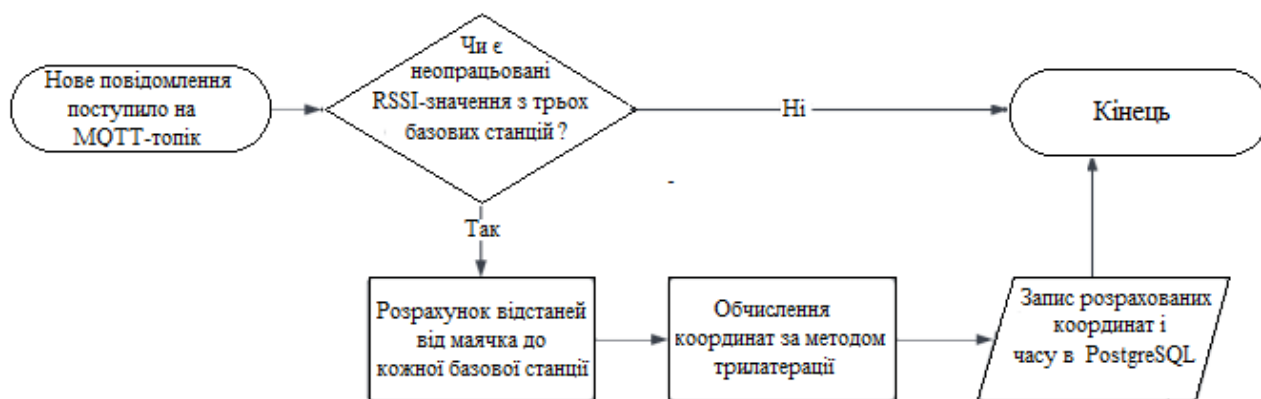 Нове повідомлення
поступило на
MQTT-топік
Чи є
неопрацьовані
RSSI-значення з трьох
базових станцій ?
Ні
Кінець
Так
Розрахунок відстаней
від маячка до
кожної базової станції
Обчислення
координат за методом
трилатерації
Запис розрахованих
координат і
часу в PostgreSQL